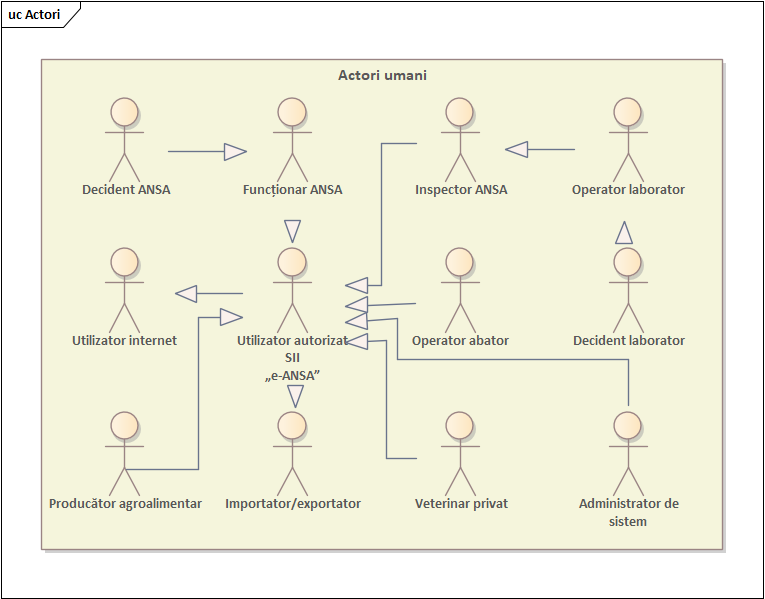 uc Actori
Actori umani
Decident ANSA
Funcționar ANSA
Inspector ANSA
Operator laborator
Utilizator internet
Utilizator autorizat
SII
„e-ANSA”
Operator abator
Decident laborator
Producător agroalimentar
Importator/exportator
Veterinar privat
Administrator de
sistem